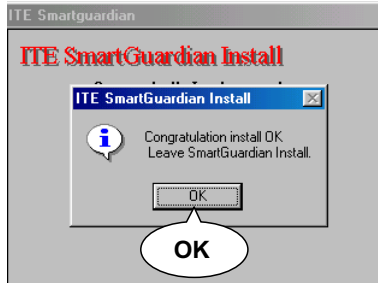 ITE Smartguardian
ITE SmartGuardian Install
ITE SmartGuardian Install
Congratulation install OK
Leave SmartGuardian Install.
OK
OK